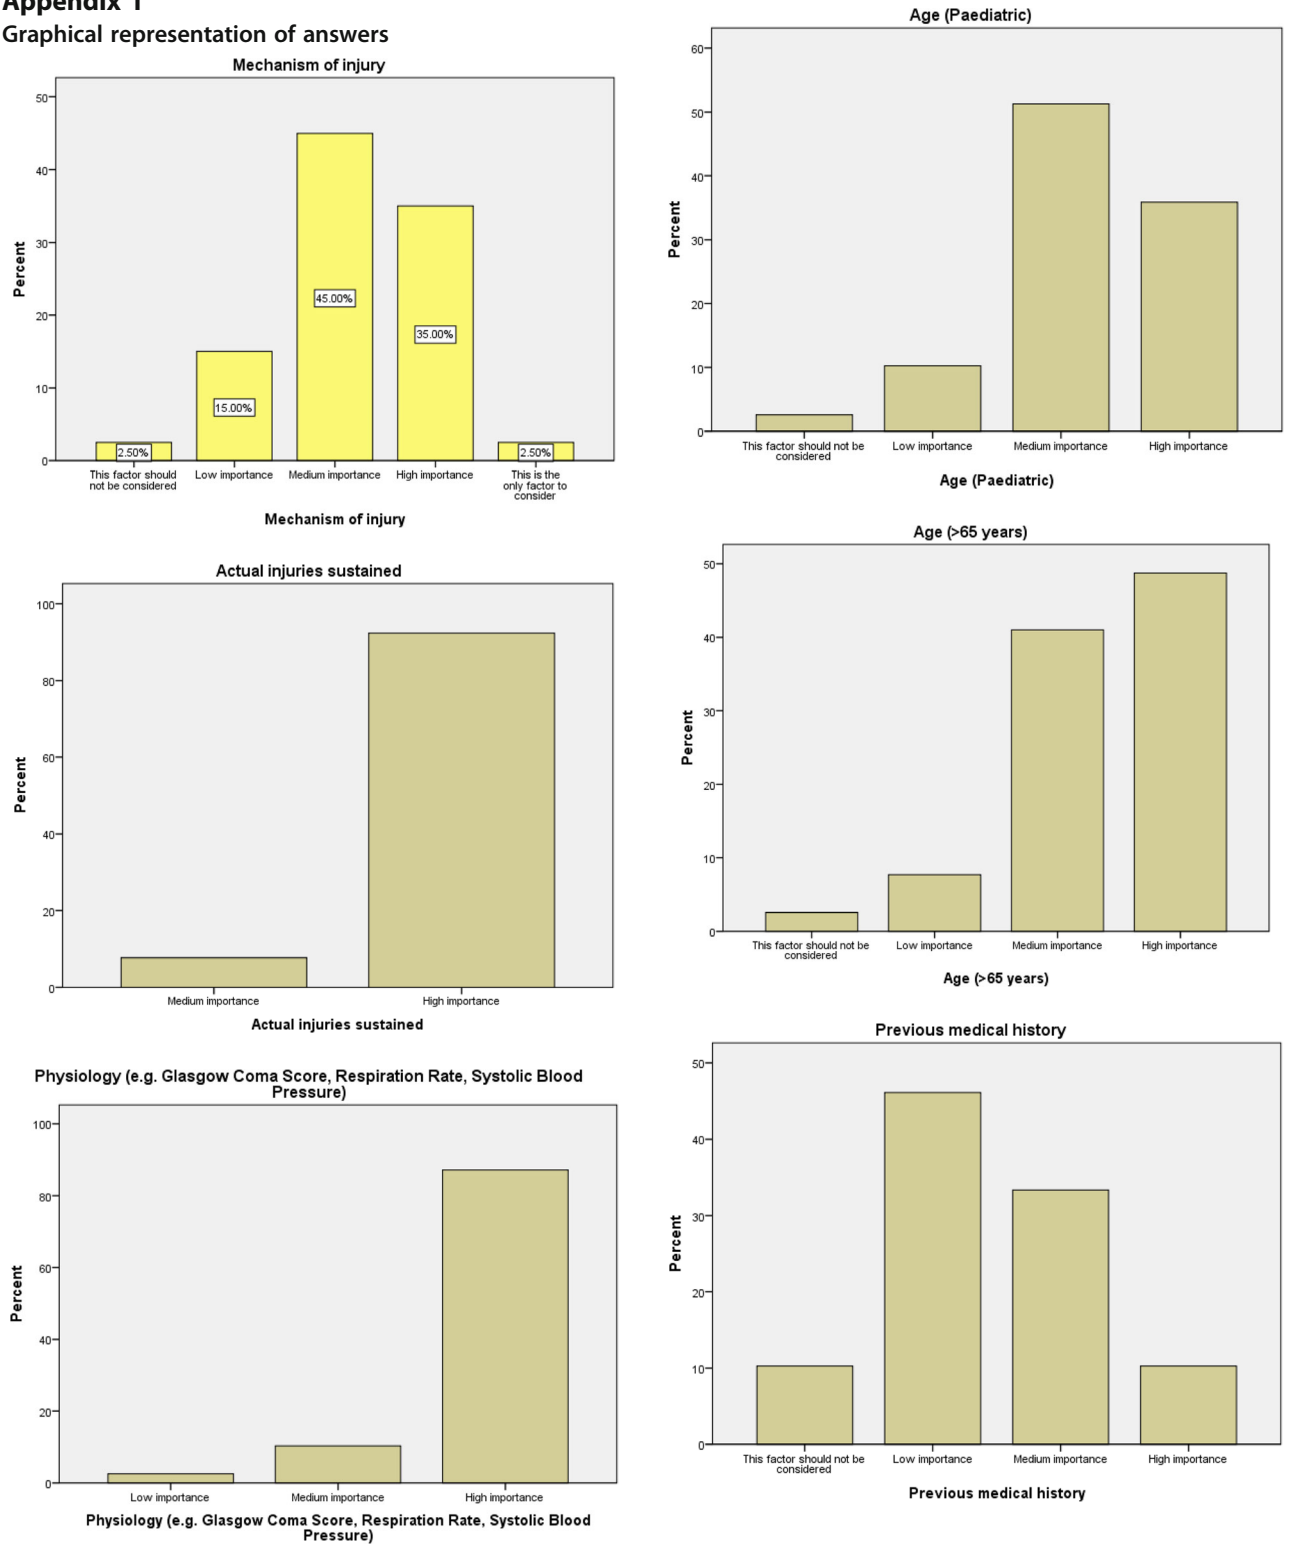 Appendix 1
Graphical representation of answers
Mechanism of injury
Percent
50
40
30
20
10
0
2.50%
15.00%
45.00%
35.00%
2.50%
This factor should
not be considered
Low importance
Medium importance
High importance
This is the
only factor to
consider
Mechanism of injury
Actual injuries sustained
Percent
100
80
60
40
20
0
Medium importance
High importance
Actual injuries sustained
Physiology (e.g. Glasgow Coma Score, Respiration Rate, Systolic Blood
Pressure)
Percent
100
80
60
40
20
0
Low importance
Medium importance
High importance
Physiology (e.g. Glasgow Coma Score, Respiration Rate, Systolic Blood
Pressure)
Age (Paediatric)
Percent
60
50
40
30
20
10
0
This factor should not be
considered
Low importance
Medium importance
High importance
Age (Paediatric)
Age (>65 years)
Percent
50
40
30
20
10
0
This factor should not be
considered
Low importance
Medium importance
High importance
Age (>65 years)
Previous medical history
Percent
50
40
30
20
10
0
This factor should not be
considered
Low importance
Medium importance
High importance
Previous medical history